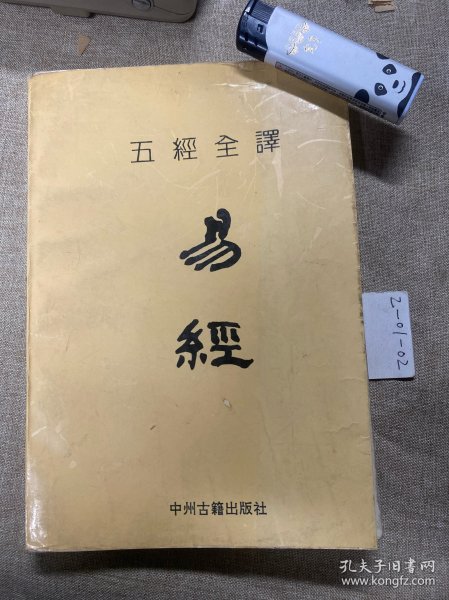 五經全譯
易
經
中州古籍出版社
2-01-02
孔夫子旧书网
www.kongfz.com